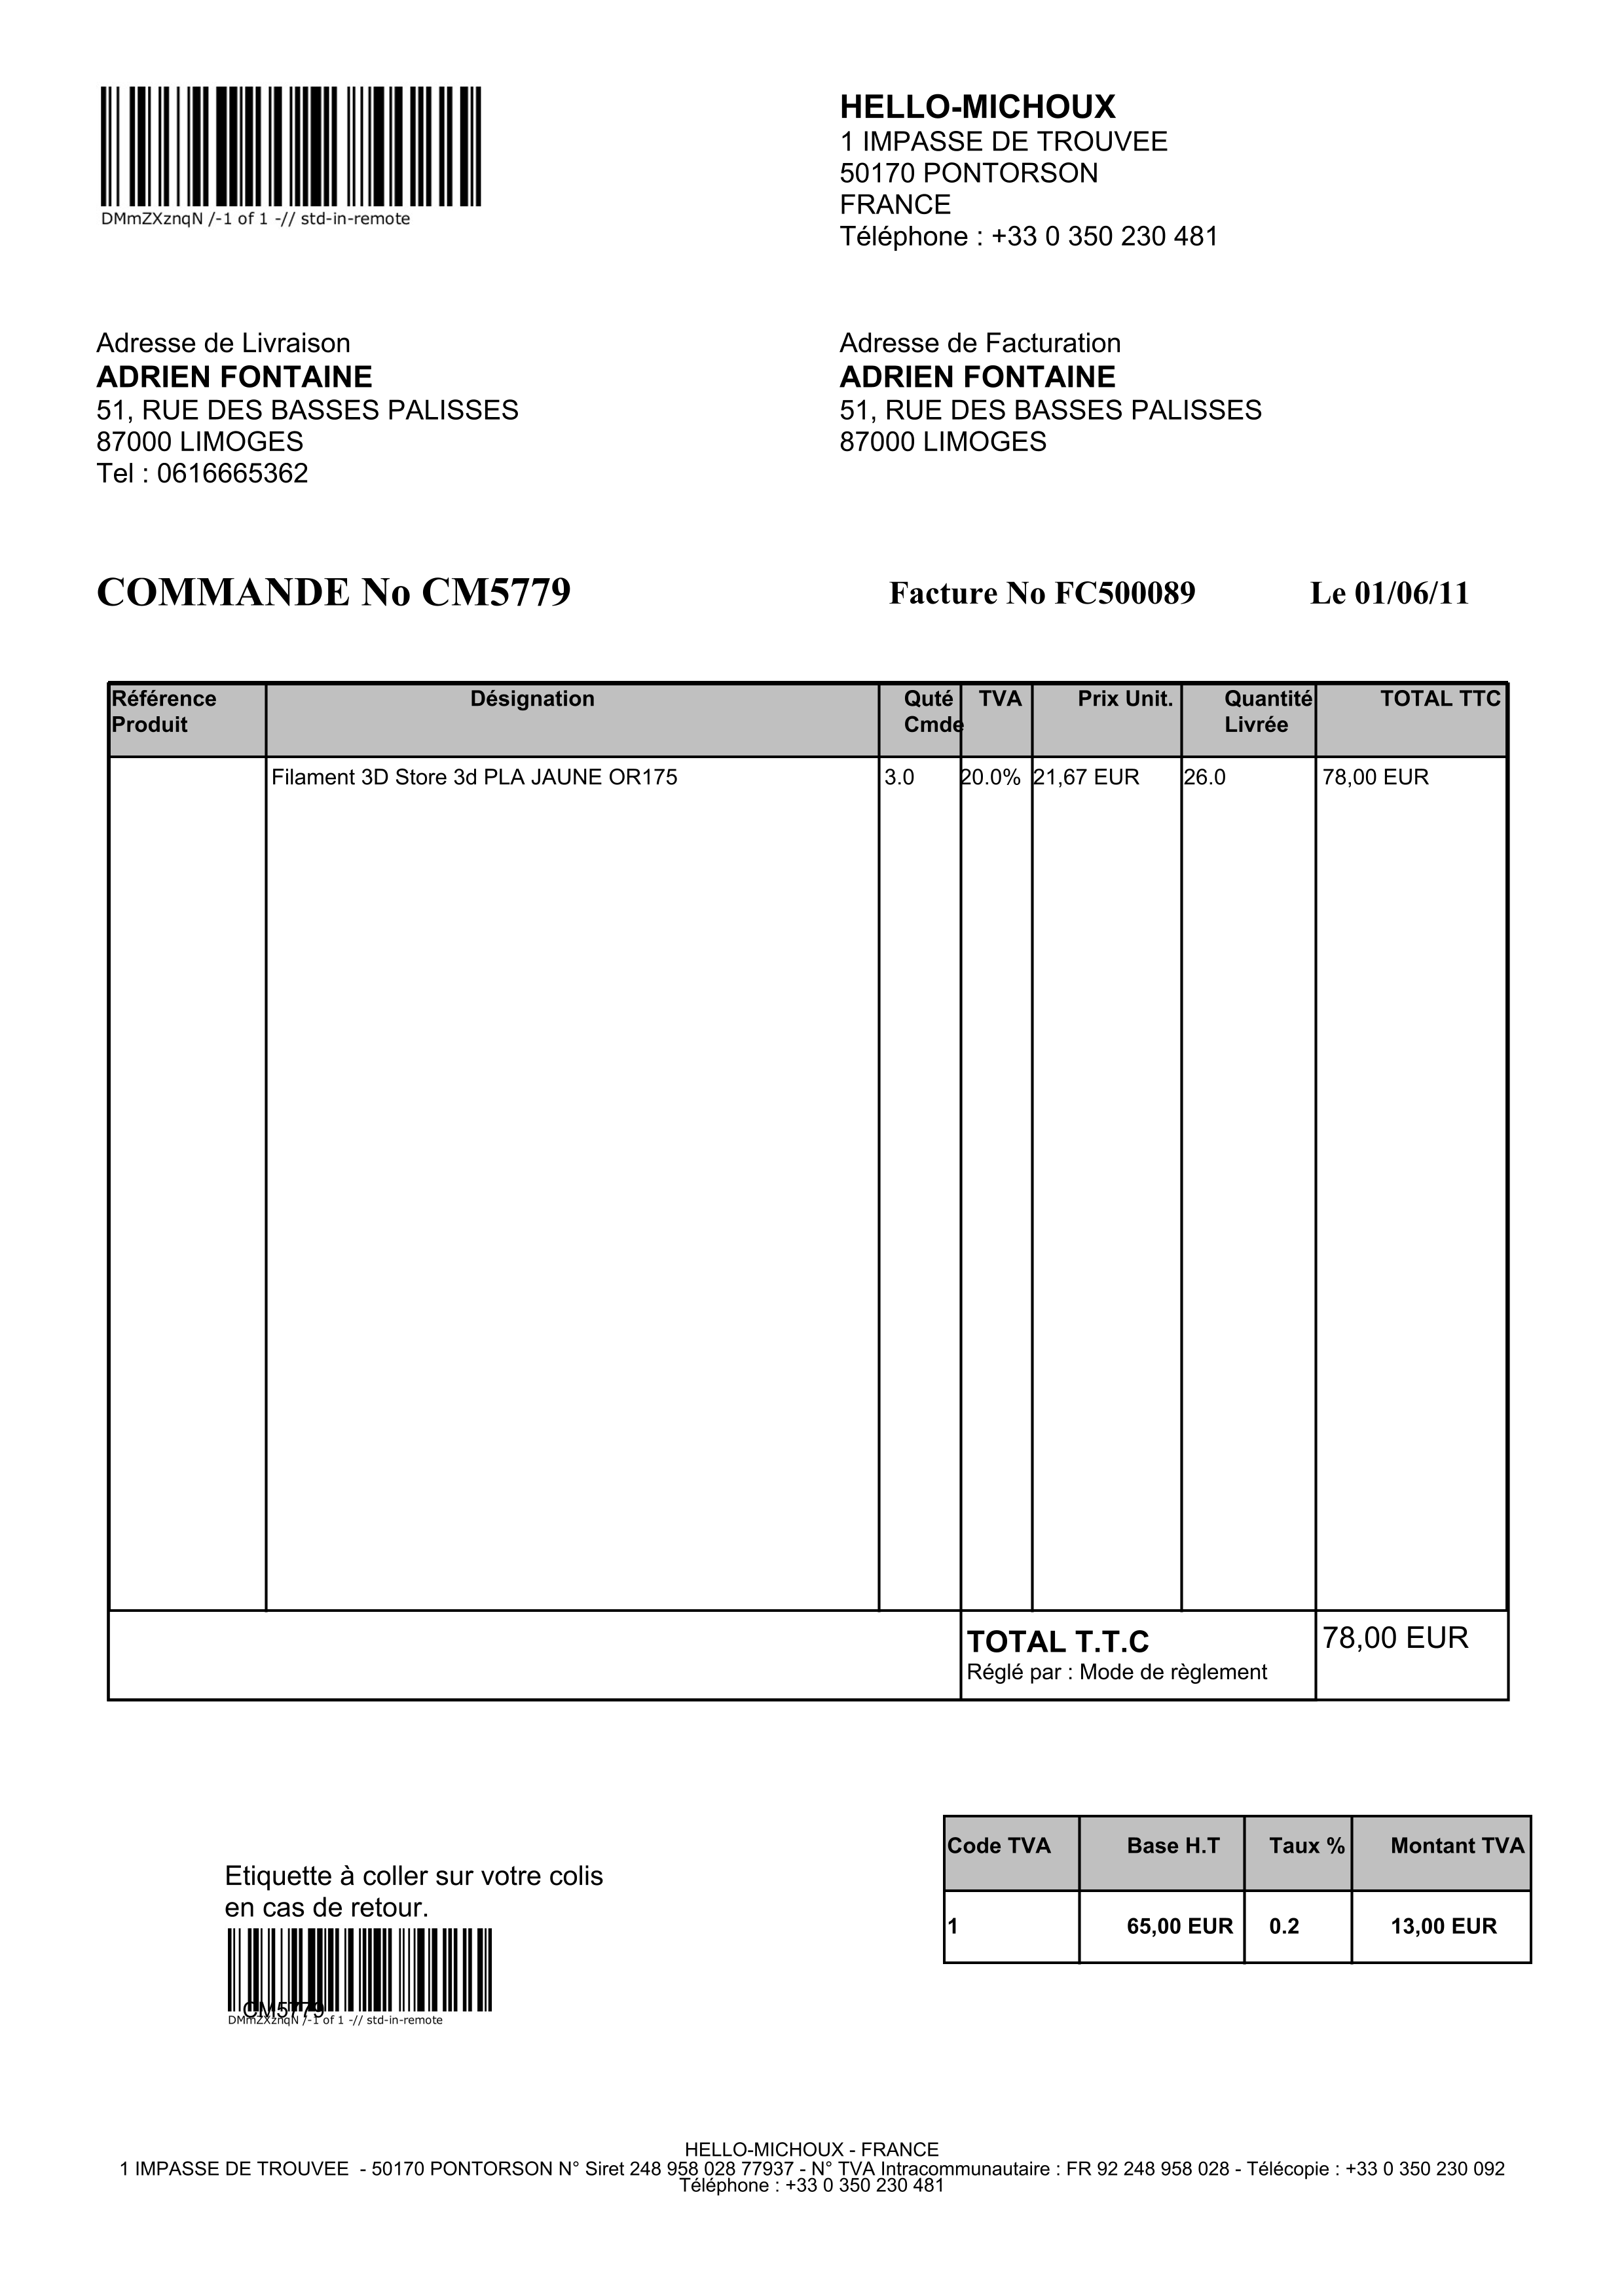 DMmZXznqN /-1 of 1 -// std-in-remote
HELLO-MICHOUX
1 IMPASSE DE TROUVEE
50170 PONTORSON
FRANCE
Téléphone : +33 0 350 230 481
Adresse de Livraison
ADRIEN FONTAINE
51, RUE DES BASSES PALISSES
87000 LIMOGES
Tel : 0616665362
Adresse de Facturation
ADRIEN FONTAINE
51, RUE DES BASSES PALISSES
87000 LIMOGES
COMMANDE No CM5779 Facture No FC500089 Le 01/06/11
Référence Désignation Quté TVA Prix Unit. Quantité TOTAL TTC
Produit Cmde Livrée
Filament 3D Store 3d PLA JAUNE OR175 3.0 20.0% 21,67 EUR 26.0 78,00 EUR
TOTAL T.T.C 78,00 EUR
Réglé par : Mode de règlement
Code TVA Base H.T Taux % Montant TVA
1 65,00 EUR 0.2 13,00 EUR
Etiquette à coller sur votre colis
en cas de retour.
CM5779
DMmZXznqN /-1 of 1 -// std-in-remote
HELLO-MICHOUX - FRANCE
1 IMPASSE DE TROUVEE - 50170 PONTORSON N° Siret 248 958 028 77937 - N° TVA Intracommunautaire : FR 92 248 958 028 - Télécopie : +33 0 350 230 092
Téléphone : +33 0 350 230 481